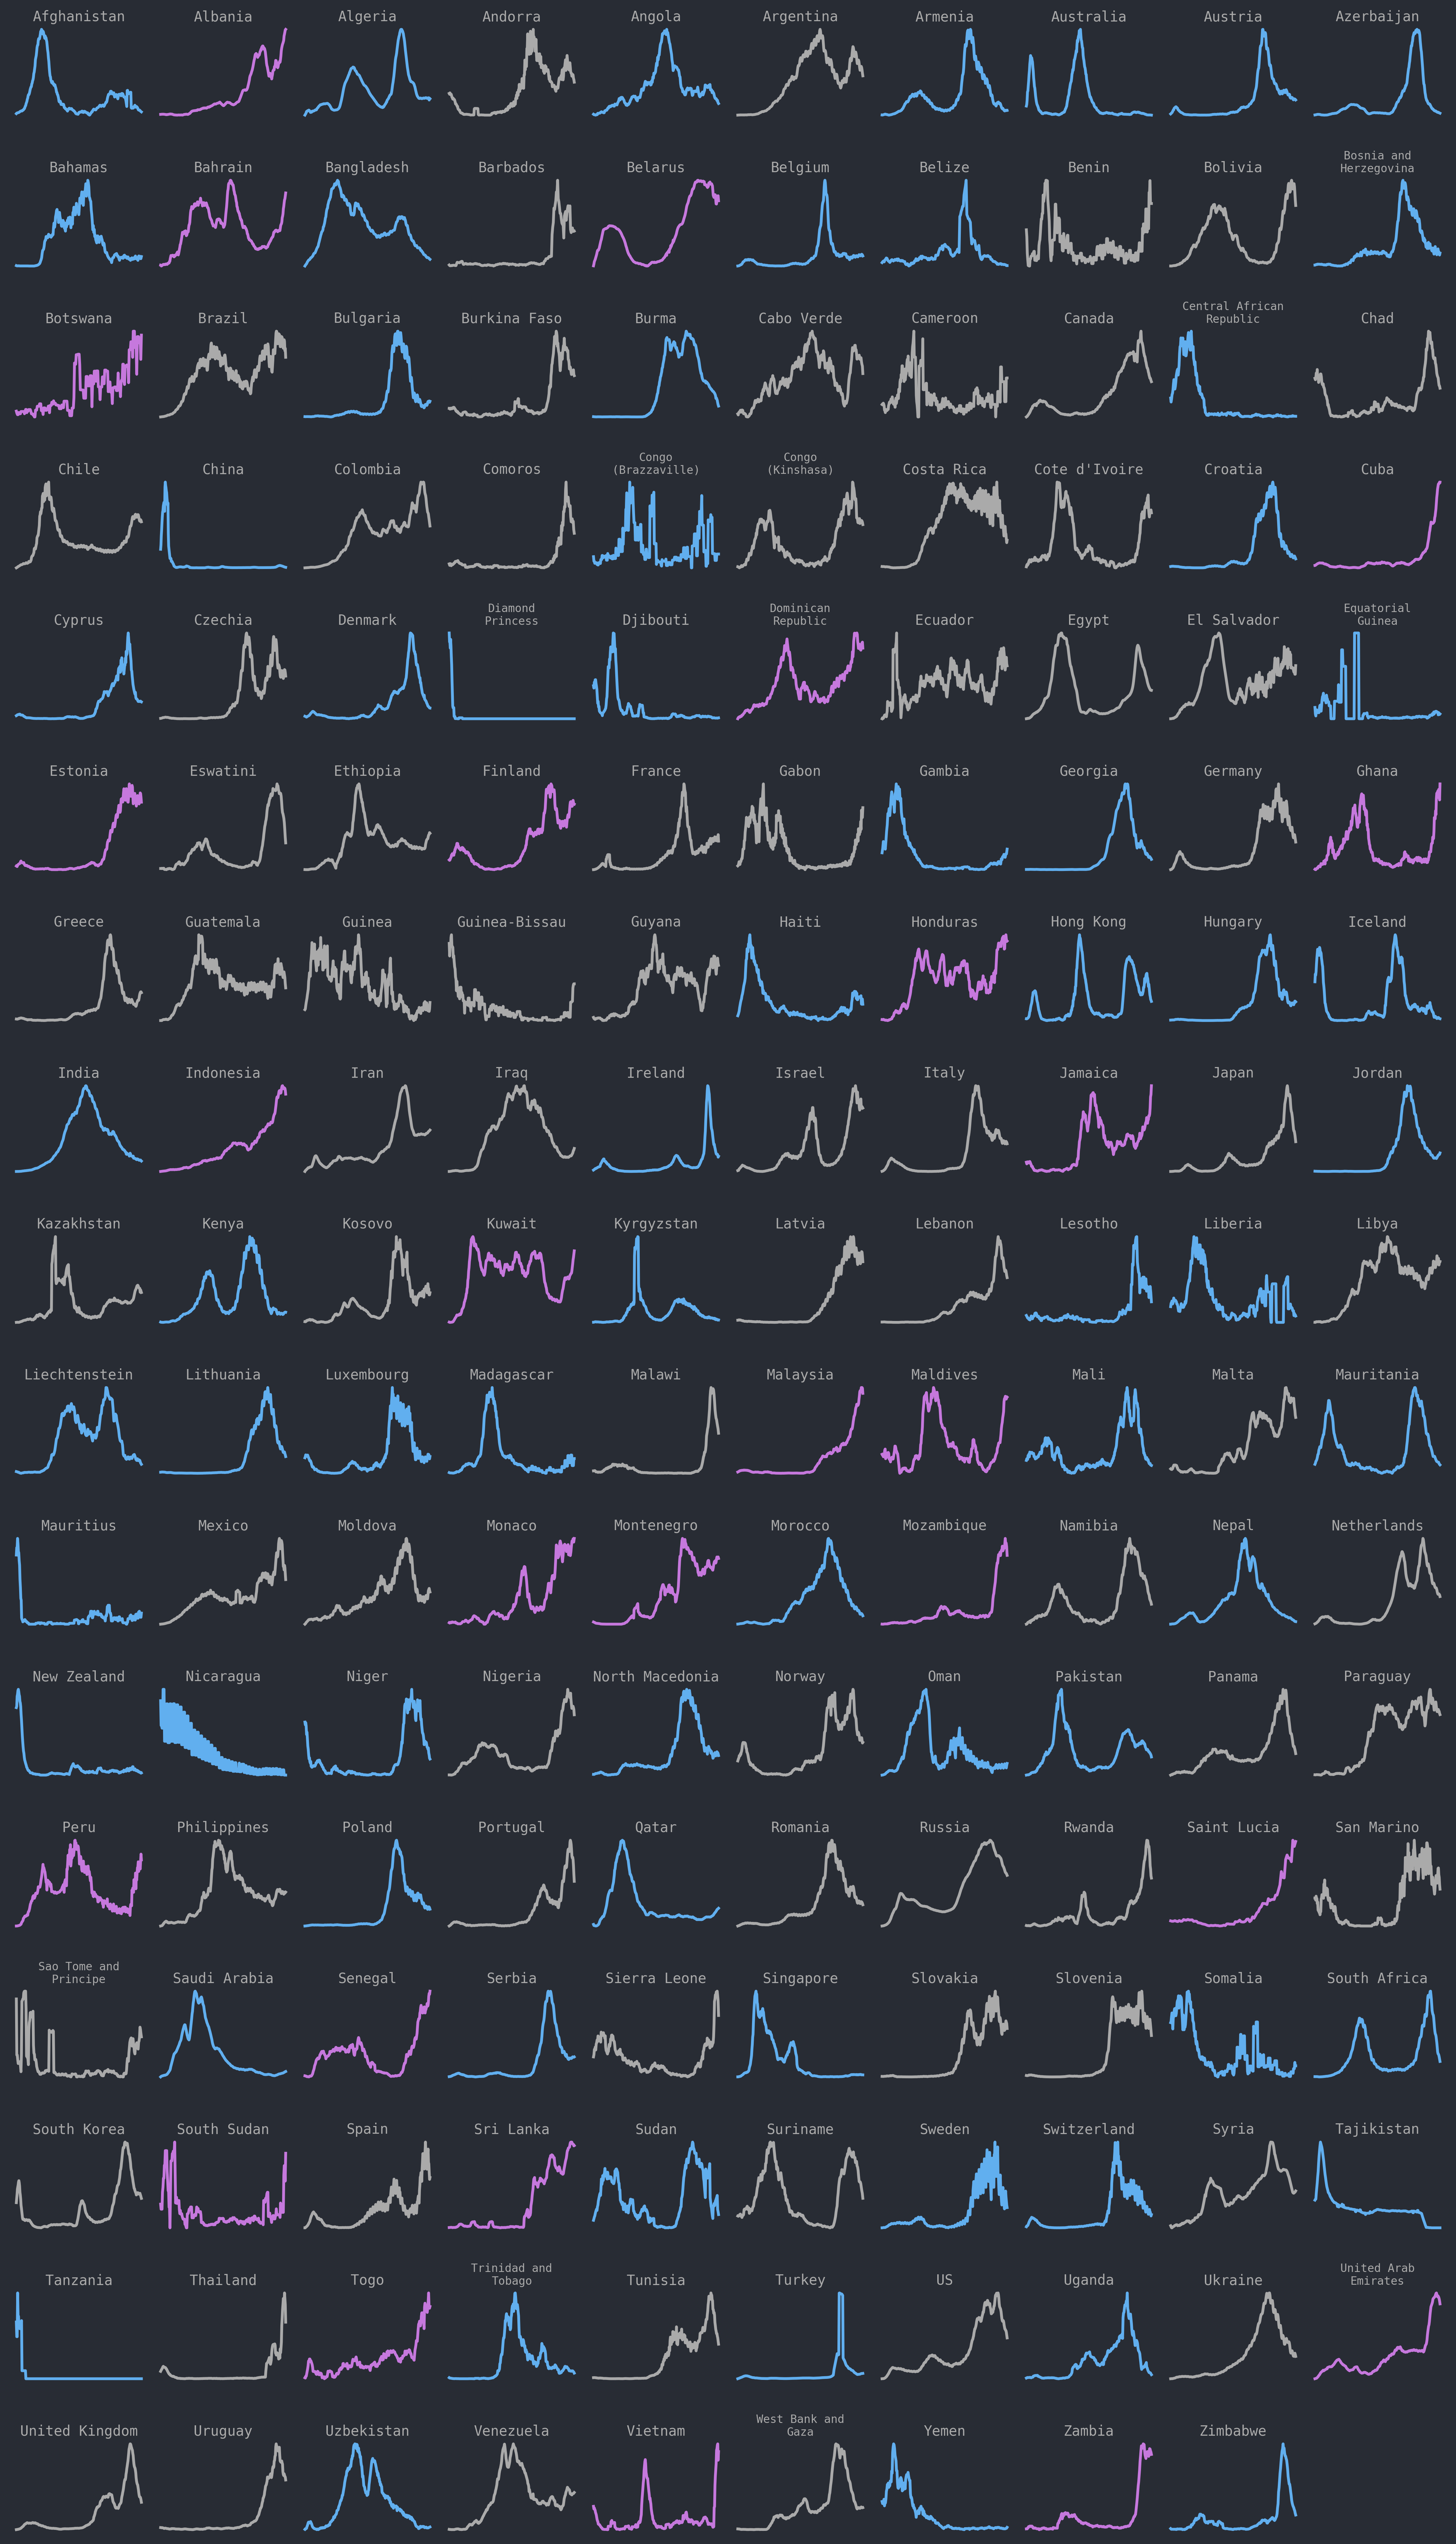 Afghanistan
Albania
Algeria
Andorra
Angola
Argentina
Armenia
Australia
Austria
Azerbaijan
Bahamas
Bahrain
Bangladesh
Barbados
Belarus
Belgium
Belize
Benin
Bolivia
Bosnia and
Herzegovina
Botswana
Brazil
Bulgaria
Burkina Faso
Burma
Cabo Verde
Cameroon
Canada
Central African
Republic
Chad
Chile
China
Colombia
Comoros
Congo
(Brazzaville)
Congo
(Kinshasa)
Costa Rica
Cote d'Ivoire
Croatia
Cuba
Cyprus
Czechia
Denmark
Diamond
Princess
Djibouti
Dominican
Republic
Ecuador
Egypt
El Salvador
Equatorial
Guinea
Estonia
Eswatini
Ethiopia
Finland
France
Gabon
Gambia
Georgia
Germany
Ghana
Greece
Guatemala
Guinea
Guinea-Bissau
Guyana
Haiti
Honduras
Hong Kong
Hungary
Iceland
India
Indonesia
Iran
Iraq
Ireland
Israel
Italy
Jamaica
Japan
Jordan
Kazakhstan
Kenya
Kosovo
Kuwait
Kyrgyzstan
Latvia
Lebanon
Lesotho
Liberia
Libya
Liechtenstein
Lithuania
Luxembourg
Madagascar
Malawi
Malaysia
Maldives
Mali
Malta
Mauritania
Mauritius
Mexico
Moldova
Monaco
Montenegro
Morocco
Mozambique
Namibia
Nepal
Netherlands
New Zealand
Nicaragua
Niger
Nigeria
North Macedonia
Norway
Oman
Pakistan
Panama
Paraguay
Peru
Philippines
Poland
Portugal
Qatar
Romania
Russia
Rwanda
Saint Lucia
San Marino
Sao Tome and
Principe
Saudi Arabia
Senegal
Serbia
Sierra Leone
Singapore
Slovakia
Slovenia
Somalia
South Africa
South Korea
South Sudan
Spain
Sri Lanka
Sudan
Suriname
Sweden
Switzerland
Syria
Tajikistan
Tanzania
Thailand
Togo
Trinidad and
Tobago
Tunisia
Turkey
US
Uganda
Ukraine
United Arab
Emirates
United Kingdom
Uruguay
Uzbekistan
Venezuela
Vietnam
West Bank and
Gaza
Yemen
Zambia
Zimbabwe